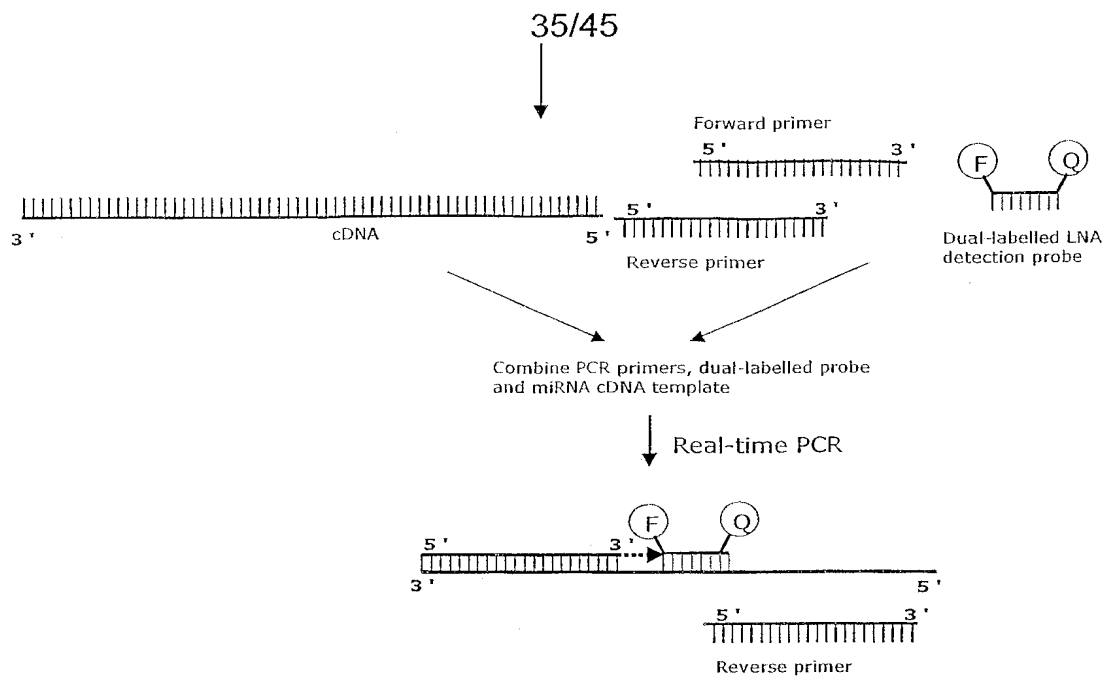 35/45
Forward primer
5 ' 3 '
F Q
3 ' cDNA 5 '
5 ' 3 '
Reverse primer
Dual-labelled LNA
detection probe
Combine PCR primers, dual-labelled probe
and miRNA cDNA template
Real-time PCR
F Q
5 ' 3 '
3 ' 5 '
5 ' 3 '
Reverse primer